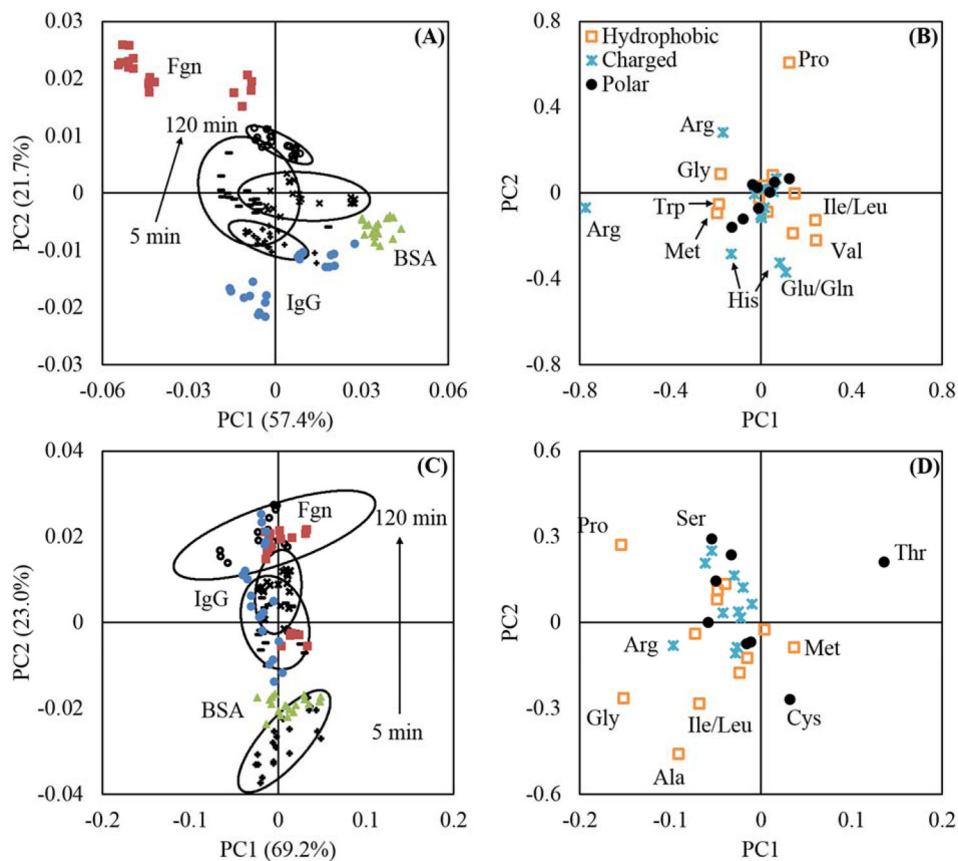 0.03
(A)
0.02
Fgn
0.01
120 min
0
5 min
-0.01
BSA
IgG
-0.02
-0.03
-0.06 -0.03 0 0.03 0.06
PC1 (57.4%)
PC2 (21.7%)
0.8
Hydrophobic (B)
Charged
Polar
Pro
0.4
Arg
Gly
0
Trp
Ile/Leu
Arg
Met
Val
His
Glu/Gln
-0.4
-0.8
-0.8 -0.4 0 0.4 0.8
PC1
PC2
0.04
(C)
Fgn
120 min
0.02
IgG
0
BSA
-0.02
5 min
-0.04
-0.2 -0.1 0 0.1 0.2
PC1 (69.2%)
PC2 (23.0%)
0.6
(D)
Pro
Ser
0.3
Thr
0
Arg
Met
Gly
Ile/Leu
Cys
-0.3
Ala
-0.6
-0.2 -0.1 0 0.1 0.2
PC1
PC2